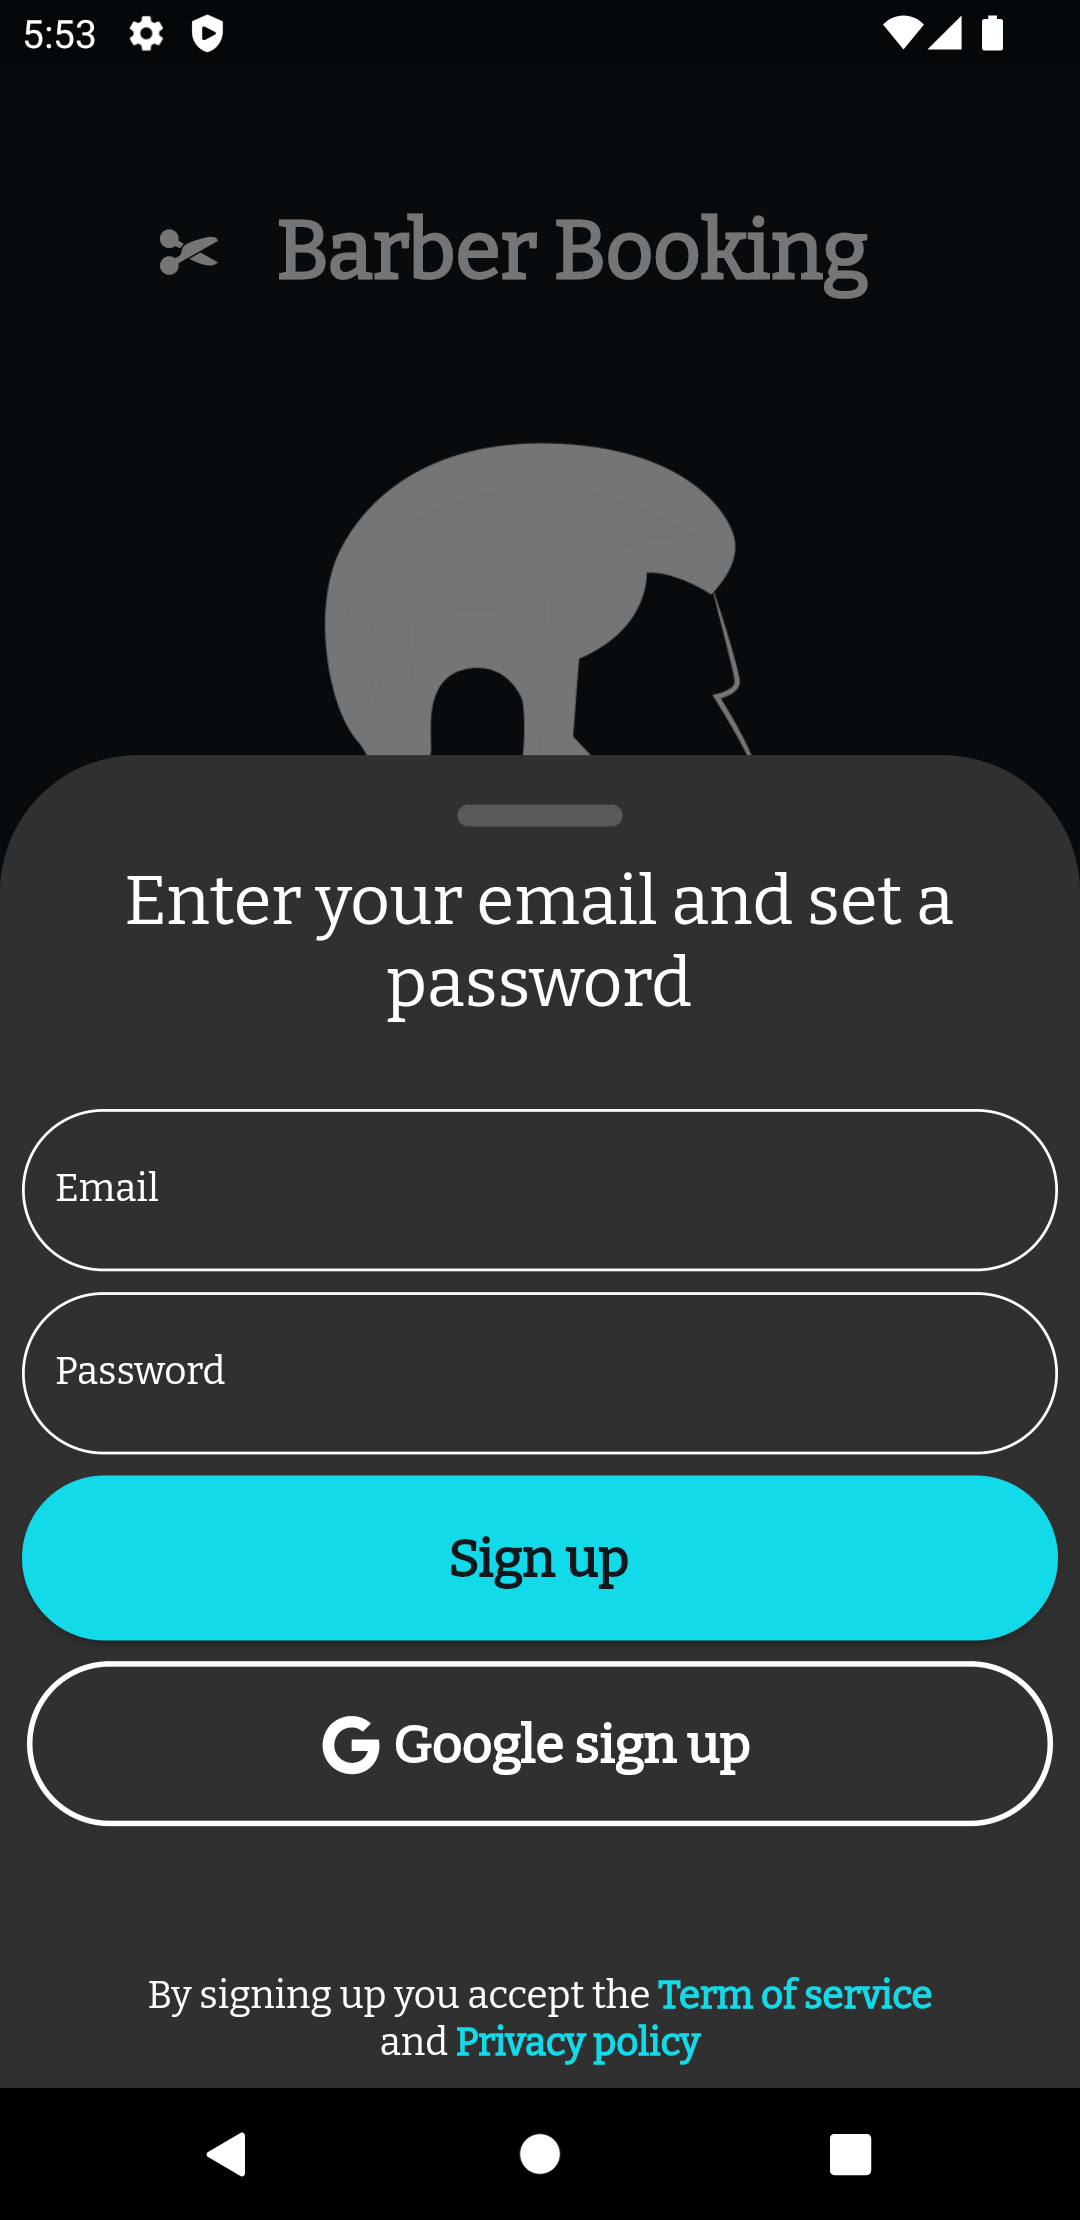 5:53
Barber Booking
Enter your email and set a
password
Email
Password
Sign up
Google sign up
By signing up you accept the Term of service
and Privacy policy